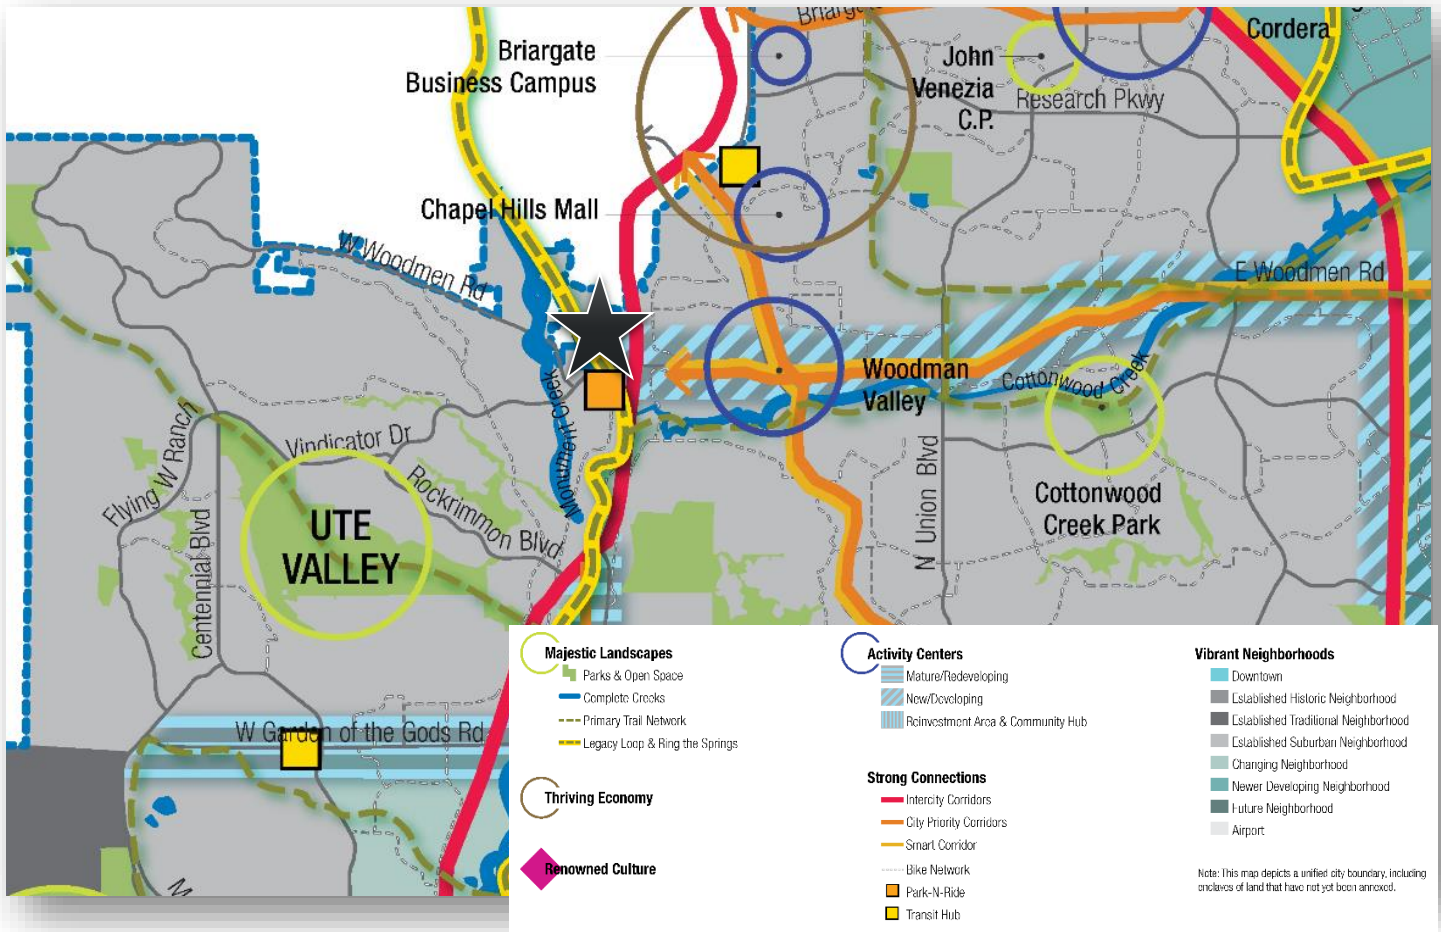 Briargate
Business Campus
Briarg
Cordera
John
Venezia
C.P.
Research Pkwy
Chapel Hills Mall
W Woodmen Rd
E Woodmen Rd
Woodman
Valley
Cottonwood Creek
Monument Creek
Flying W Ranch
Vindicator Dr
Rockrimmon Blvd
Centennial Blvd
UTE
VALLEY
N Union Blvd
Cottonwood
Creek Park
W Garden of the Gods Rd
M
Majestic Landscapes
Parks & Open Space
Complete Creeks
Primary Trail Network
Legacy Loop & Ring the Springs
Thriving Economy
Renowned Culture
Activity Centers
Mature/Redeveloping
New/Developing
Reinvestment Area & Community Hub
Strong Connections
Intercity Corridors
City Priority Corridors
Smart Corridor
Bike Network
Park-N-Ride
Transit Hub
Vibrant Neighborhoods
Downtown
Established Historic Neighborhood
Established Traditional Neighborhood
Established Suburban Neighborhood
Changing Neighborhood
Newer Developing Neighborhood
Future Neighborhood
Airport
Note: This map depicts a unified city boundary, including
enclaves of land that have not yet been annexed.